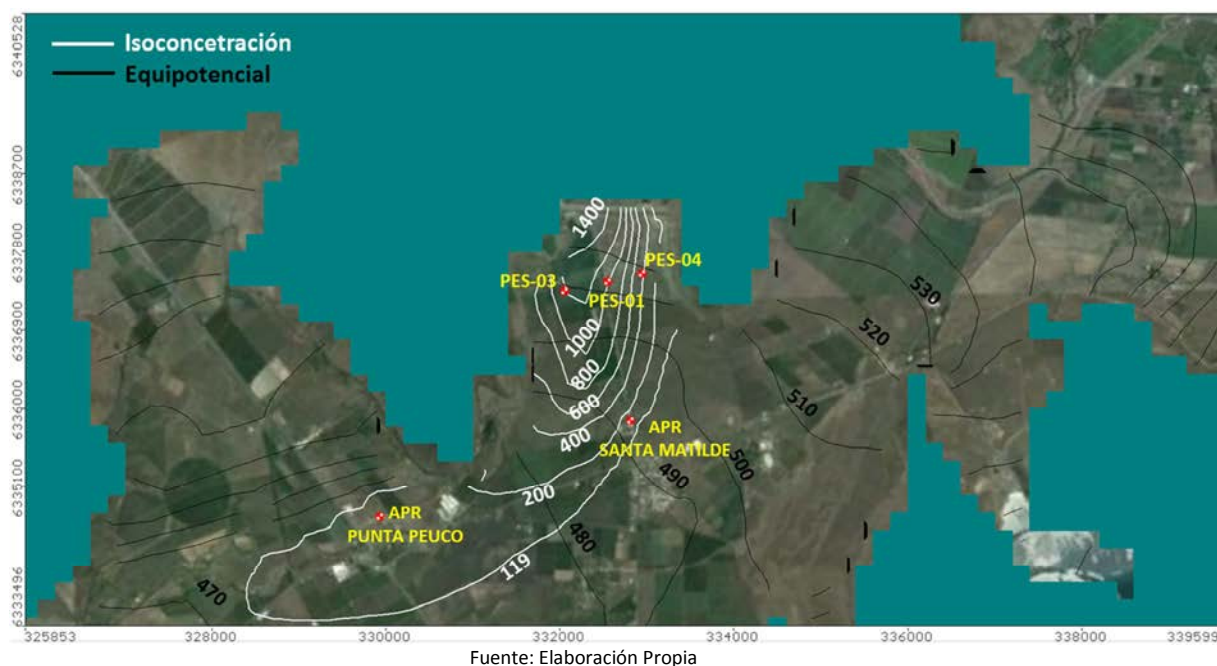 Isoconcetración
Equipotencial
6340528
6338700
6337800
6336900
6336000
6335100
6333496
1400
PES-04
PES-03
PES-01
1000
800
600
400
200
119
530
520
510
500
490
480
470
APR
SANTA MATILDE
APR
PUNTA PEUCO
325853
328000
330000
332000
334000
336000
338000
339599
Fuente: Elaboración Propia